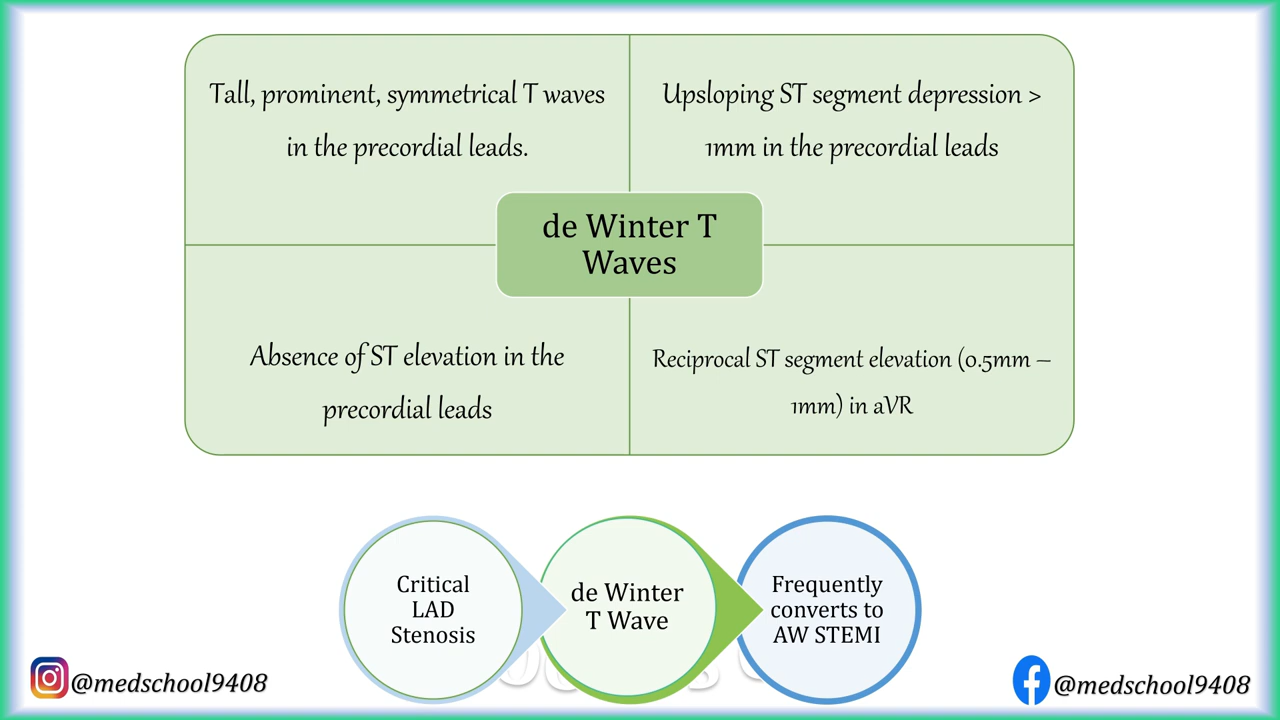 Tall, prominent, symmetrical T waves
in the precordial leads.
Upsloping ST segment depression >
1mm in the precordial leads
de Winter T
Waves
Absence of ST elevation in the
precordial leads
Reciprocal ST segment elevation (0.5mm –
1mm) in aVR
Critical
LAD
Stenosis
de Winter
T Wave
Frequently
converts to
AW STEMI
@medschool9408
@medschool9408